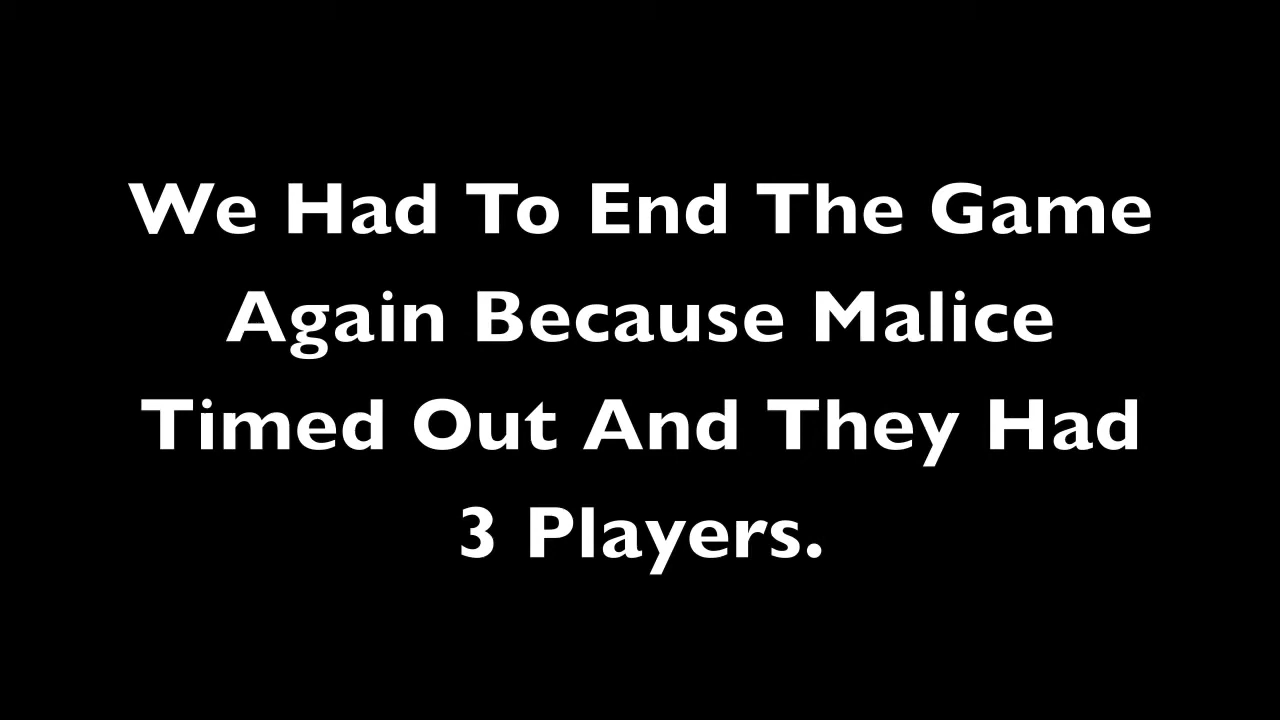 We Had To End The Game
Again Because Malice
Timed Out And They Had
3 Players.